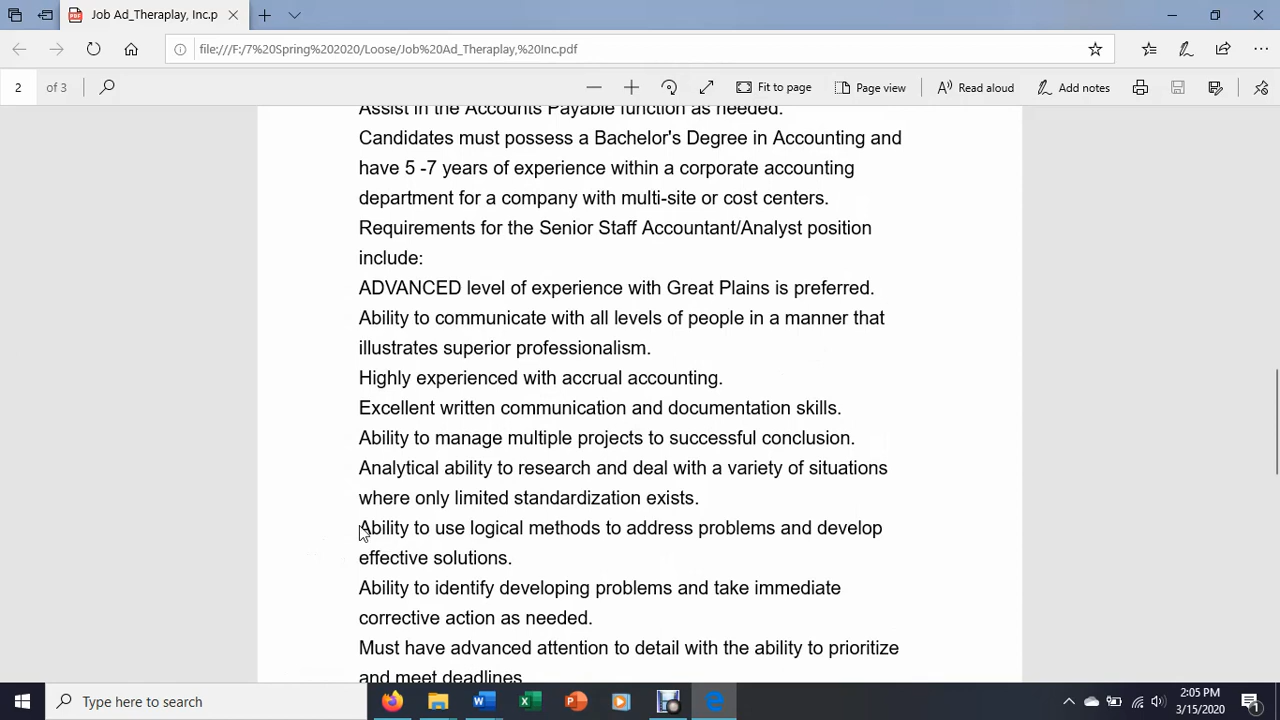 Job Ad_Theraplay, Inc.p
file:///F:/7%20Spring%202020/Loose/Job%20Ad_Theraplay,%20Inc.pdf
2 of 3 Fit to page Page view Read aloud Add notes
Assist in the Accounts Payable function as needed.
Candidates must possess a Bachelor's Degree in Accounting and
have 5 -7 years of experience within a corporate accounting
department for a company with multi-site or cost centers.
Requirements for the Senior Staff Accountant/Analyst position
include:
ADVANCED level of experience with Great Plains is preferred.
Ability to communicate with all levels of people in a manner that
illustrates superior professionalism.
Highly experienced with accrual accounting.
Excellent written communication and documentation skills.
Ability to manage multiple projects to successful conclusion.
Analytical ability to research and deal with a variety of situations
where only limited standardization exists.
Ability to use logical methods to address problems and develop
effective solutions.
Ability to identify developing problems and take immediate
corrective action as needed.
Must have advanced attention to detail with the ability to prioritize
and meet deadlines.
Type here to search
2:05 PM
3/15/2020